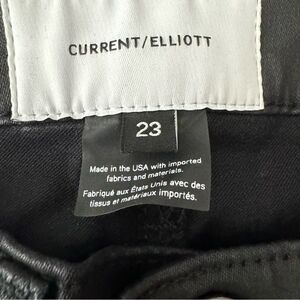 CURRENT/ELLIOTT
23
Made in the USA with imported
fabrics and materials.
Fabriqué aux États Unis avec des
tissus et matériaux importés.